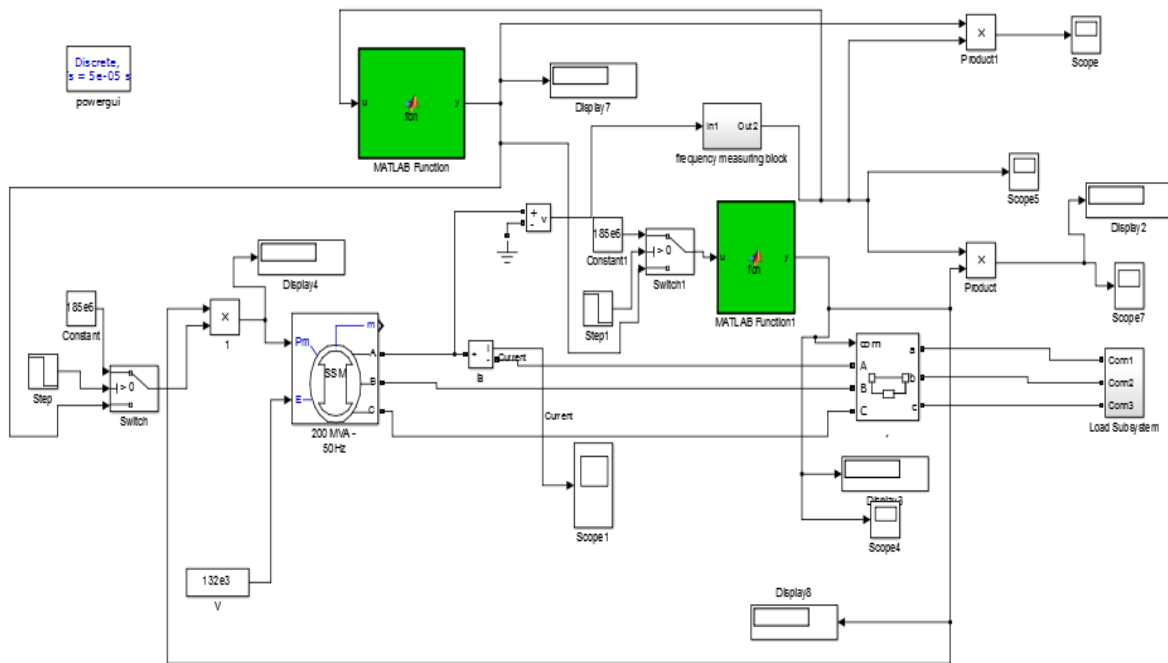 Discrete,
s = 5e-05 s
powergui
u
fcn
y
MATLAB Function
Display7
×
Product1
Scope
In1
Out2
frequency measuring block
Scope5
Display2
+
-
v
185e6
Constant1
> 0
Switch1
Step1
u
fcn
y
MATLAB Function1
×
Product
Scope7
Display4
185e6
Constant
Step
> 0
Switch
×
1
Pm
m
SSM
E
A
B
C
200 MVA -
50Hz
+
-
i
Ia
Current
Current
Scope1
com
A
B
C
a
b
c
Conn1
Conn2
Conn3
Load Subsystem
Display3
Scope4
132e3
V
Display8